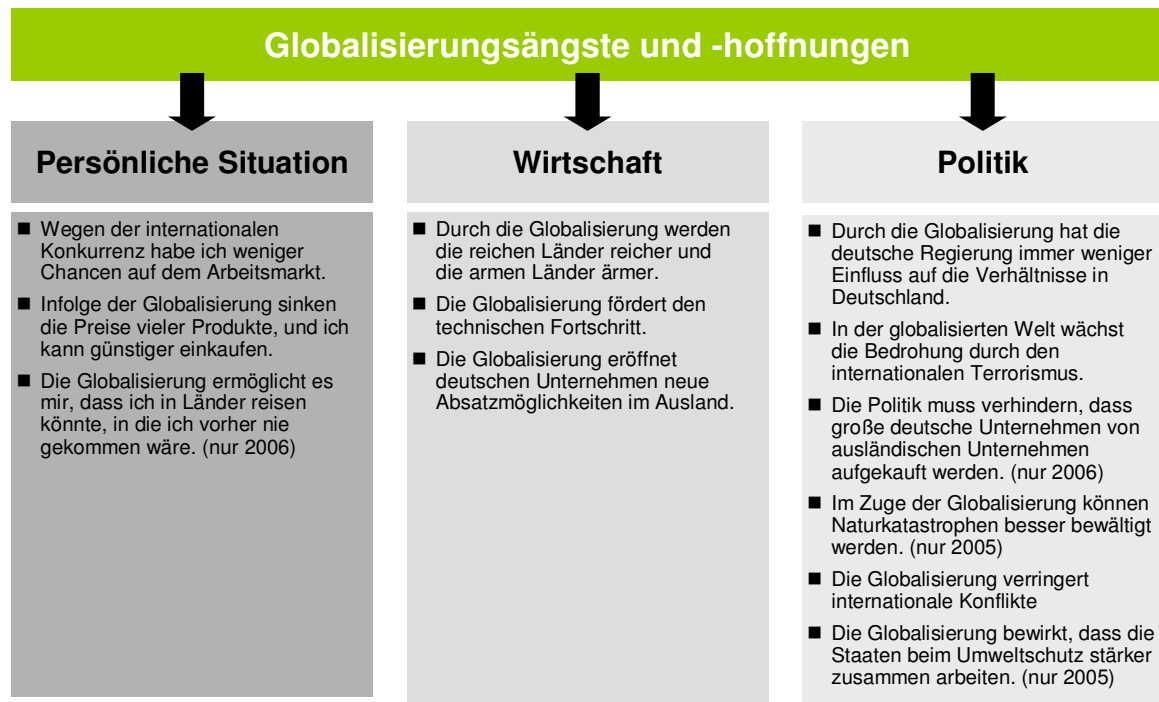 Globalisierungsängste und -hoffnungen
Persönliche Situation
■ Wegen der internationalen
Konkurrenz habe ich weniger
Chancen auf dem Arbeitsmarkt.
■ Infolge der Globalisierung sinken
die Preise vieler Produkte, und ich
kann günstiger einkaufen.
■ Die Globalisierung ermöglicht es
mir, dass ich in Länder reisen
könnte, in die ich vorher nie
gekommen wäre. (nur 2006)
Wirtschaft
■ Durch die Globalisierung werden
die reichen Länder reicher und
die armen Länder ärmer.
■ Die Globalisierung fördert den
technischen Fortschritt.
■ Die Globalisierung eröffnet
deutschen Unternehmen neue
Absatzmöglichkeiten im Ausland.
Politik
■ Durch die Globalisierung hat die
deutsche Regierung immer weniger
Einfluss auf die Verhältnisse in
Deutschland.
■ In der globalisierten Welt wächst
die Bedrohung durch den
internationalen Terrorismus.
■ Die Politik muss verhindern, dass
große deutsche Unternehmen von
ausländischen Unternehmen
aufgekauft werden. (nur 2006)
■ Im Zuge der Globalisierung können
Naturkatastrophen besser bewältigt
werden. (nur 2005)
■ Die Globalisierung verringert
internationale Konflikte
■ Die Globalisierung bewirkt, dass die
Staaten beim Umweltschutz stärker
zusammen arbeiten. (nur 2005)